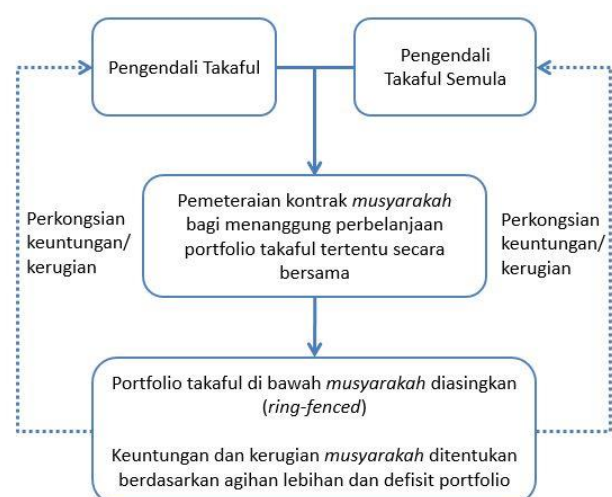 Pengendali Takaful
Pengendali
Takaful Semula
Pemeteraian kontrak musyarakah
bagi menanggung perbelanjaan
portfolio takaful tertentu secara
bersama
Perkongsian
keuntungan/
kerugian
Perkongsian
keuntungan/
kerugian
Portfolio takaful di bawah musyarakah diasingkan
(ring-fenced)
Keuntungan dan kerugian musyarakah ditentukan
berdasarkan agihan lebihan dan defisit portfolio